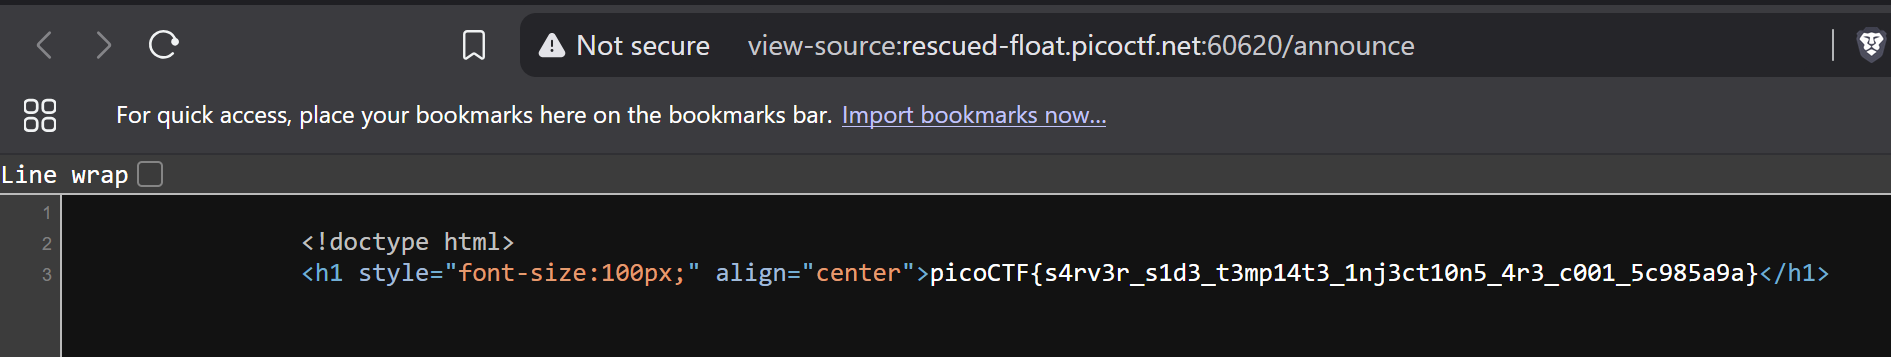 Not secure view-source:rescued-float.picoctf.net:60620/announce
For quick access, place your bookmarks here on the bookmarks bar. Import bookmarks now...
Line wrap
1
2 <!doctype html>
3 <h1 style="font-size:100px;" align="center">picoCTF{s4rv3r_s1d3_t3mp14t3_1nj3ct10n5_4r3_c001_5c985a9a}</h1>